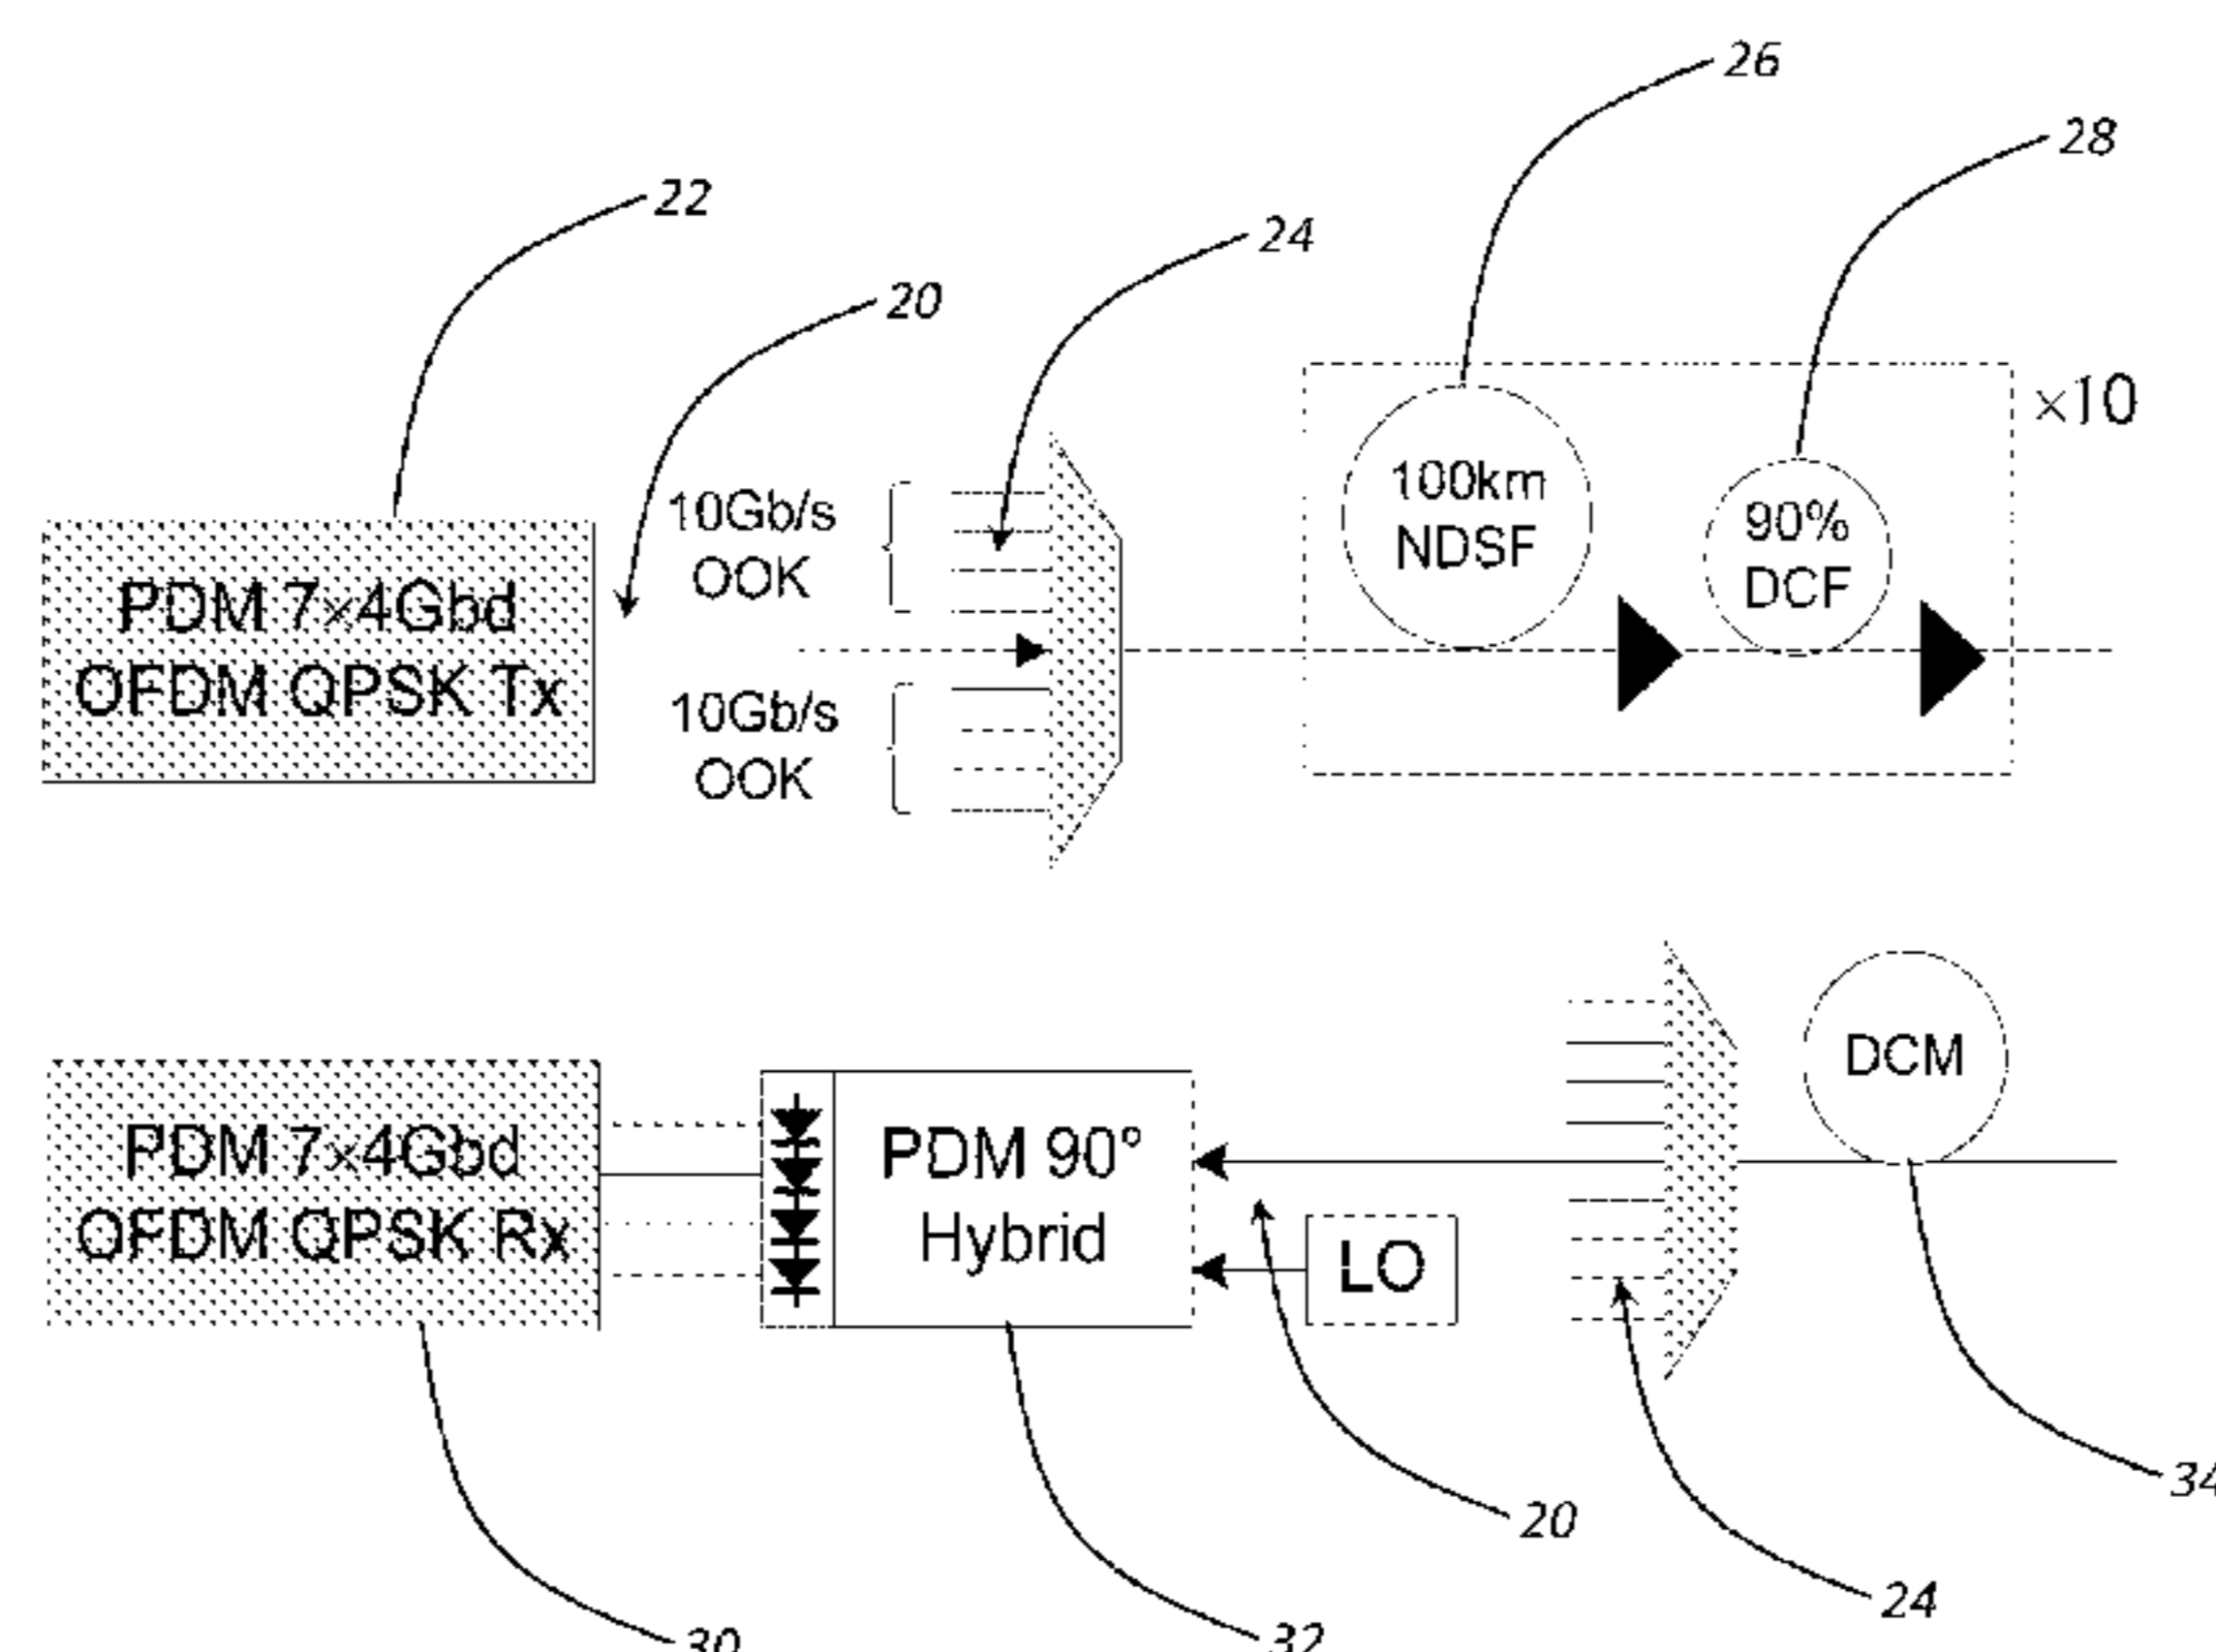 26
28
22
24
20
×10
10Gb/s
OOK
100km
NDSF
90%
DCF
PDM 7×4Gbd
OFDM QPSK Tx
10Gb/s
OOK
DCM
PDM 7×4Gbd
OFDM QPSK Rx
PDM 90°
Hybrid
LO
34
20
24
30
32